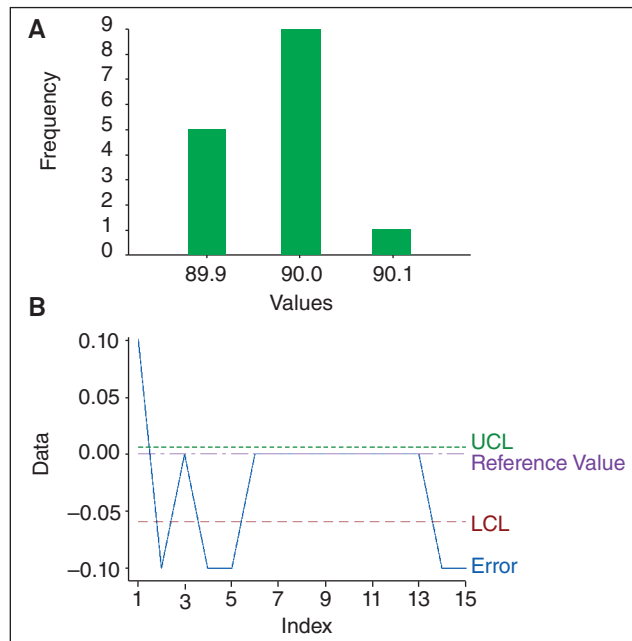 A
Frequency
9
8
7
6
5
4
3
2
1
0
89.9 90.0 90.1
Values
B
Data
0.10
0.05
0.00
−0.05
−0.10
UCL
Reference Value
LCL
Error
1 3 5 7 9 11 13 15
Index